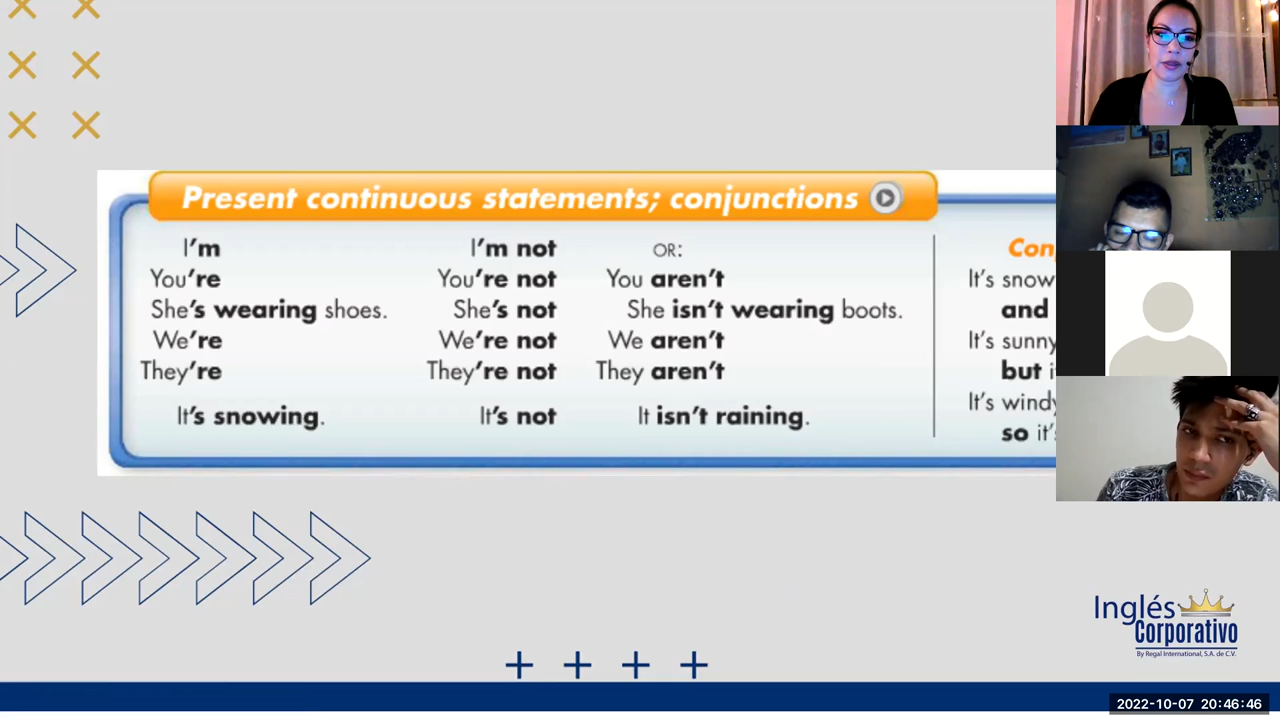 Present continuous statements; conjunctions
I'm I'm not OR:
You're You're not You aren't
She's wearing shoes. She's not She isn't wearing boots.
We're We're not We aren't
They're They're not They aren't
It's snowing. It's not It isn't raining.
It's snow
and
It's sunny
but
It's windy
so it's
Inglés
Corporativo
By Regal International, S.A. de C.V.
2022-10-07 20:46:46